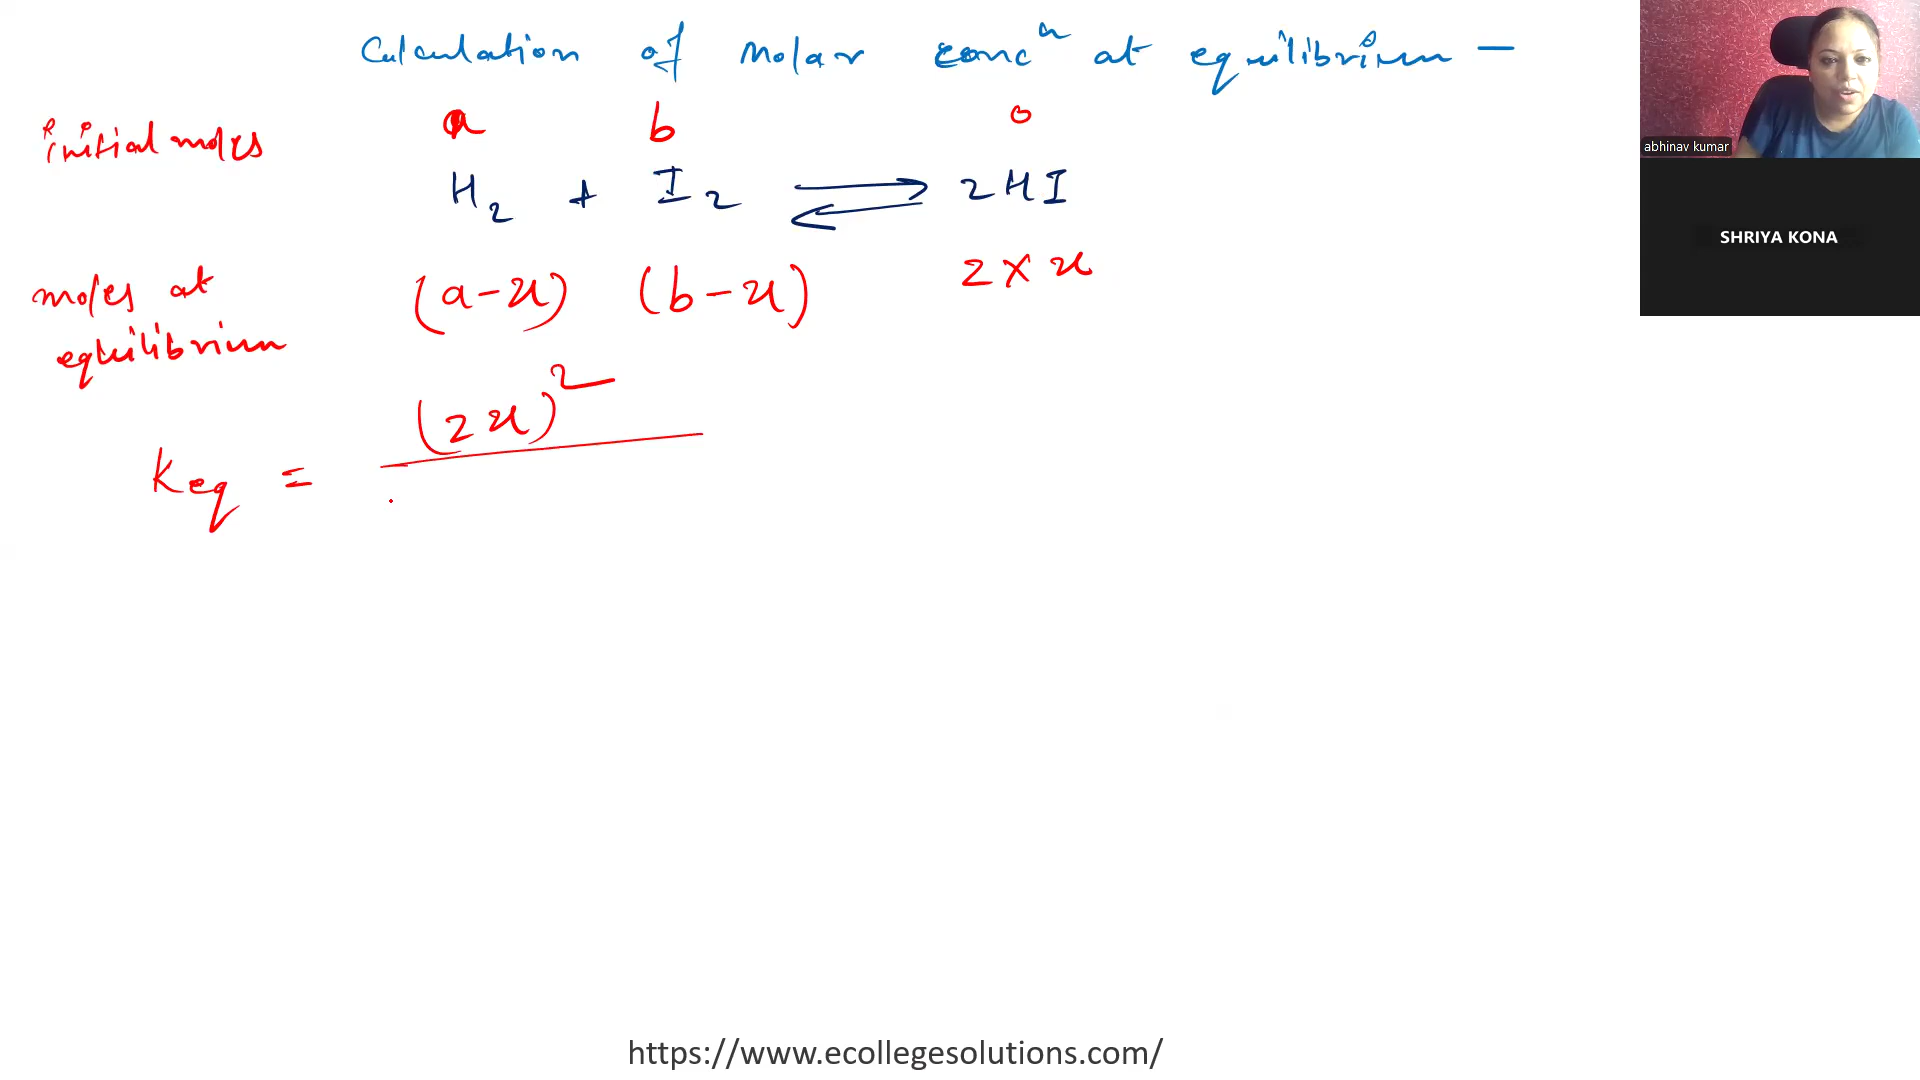 Calculation of Molar concⁿ at equilibrium –
initial moles a b 0
H₂ + I₂ ⇌ 2HI
moles at equilibrium (a-x) (b-x) 2 × x
Keq = (2x)²
abhinav kumar
SHRIYA KONA
https://www.ecollegesolutions.com/